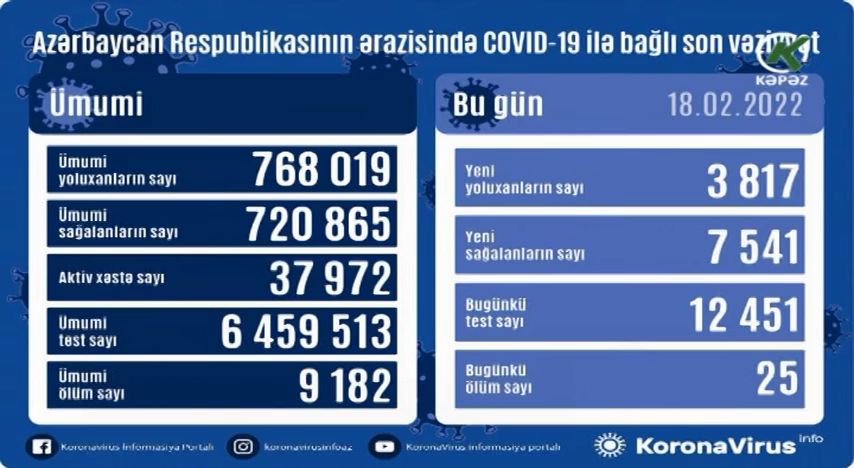 Azərbaycan Respublikasının ərazisində COVID-19 ilə bağlı son vəziyyət
KƏPƏZ
Ümumi
Ümumi
yoluxanların sayı
768 019
Ümumi
sağalanların sayı
720 865
Aktiv xəstə sayı
37 972
Ümumi
test sayı
6 459 513
Ümumi
ölüm sayı
9 182
Bu gün
18.02.2022
Yeni
yoluxanların sayı
3 817
Yeni
sağalanların sayı
7 541
Bugünkü
test sayı
12 451
Bugünkü
ölüm sayı
25
Koronavirus İnformasiya Portalı
koronavirusinfoaz
KoronaVirus informasiya portalı
KoronaVirus info